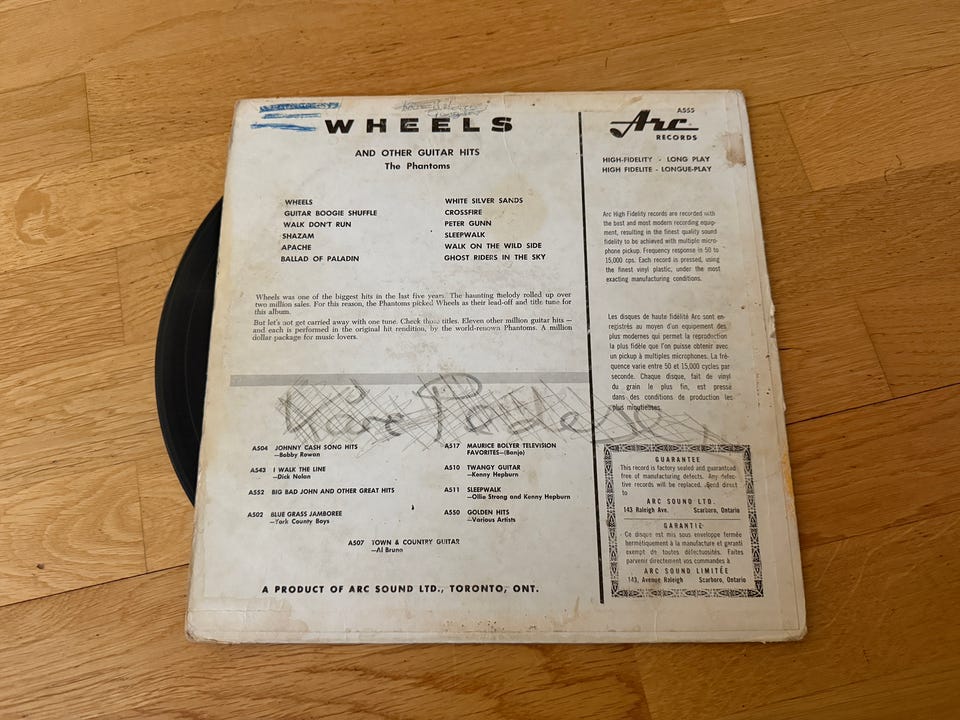 WHEELS
AND OTHER GUITAR HITS
The Phantoms
WHEELS
GUITAR BOOGIE SHUFFLE
WALK DON'T RUN
SHAZAM
APACHE
BALLAD OF PALADIN
WHITE SILVER SANDS
CROSSFIRE
PETER GUNN
SLEEPWALK
WALK ON THE WILD SIDE
GHOST RIDERS IN THE SKY
Wheels was one of the biggest hits in the last five years. The haunting melody rolled up over
two million sales. For this reason, the Phantoms picked Wheels as their lead-off and title tune for
this album.
But let's not get carried away with one tune. Check those titles. Eleven other million guitar hits —
and each is performed in the original hit rendition, by the world-renown Phantoms. A million
dollar package for music lovers.
A504 JOHNNY CASH SONG HITS
—Bobby Rowan
A543 I WALK THE LINE
—Dick Nolan
A552 BIG BAD JOHN AND OTHER GREAT HITS
A502 BLUE GRASS JAMBOREE
—York County Boys
A517 MAURICE BOLYER TELEVISION
FAVORITES—(Banjo)
A510 TWANGY GUITAR
—Kenny Hepburn
A511 SLEEPWALK
—Ollie Strong and Kenny Hepburn
A550 GOLDEN HITS
—Various Artists
A507 TOWN & COUNTRY GUITAR
—Al Bruno
A PRODUCT OF ARC SOUND LTD., TORONTO, ONT.
A555
Arc
RECORDS
HIGH-FIDELITY - LONG PLAY
HIGH FIDELITE - LONGUE-PLAY
Arc High Fidelity records are recorded with
the best and most modern recording equip-
ment, resulting in the finest quality sound
fidelity to be achieved with multiple micro-
phone pickup. Frequency response in 50 to
15,000 cps. Each record is pressed, using
the finest vinyl plastic, under the most
exacting manufacturing conditions.
Les disques de haute fidélité Arc sont en-
registrés au moyen d'un équipement des
plus modernes qui permet la reproduction
la plus fidèle que l'on puisse obtenir avec
un pickup à multiples microphones. La fré-
quence varie entre 50 et 15,000 cycles par
seconde. Chaque disque, fait de vinyl
du grain le plus fin, est pressé
dans des conditions de production les
plus minutieuses.
GUARANTEE
This record is factory sealed and guaranteed
free of manufacturing defects. Any defec-
tive records will be replaced. Send direct
to
ARC SOUND LTD.
143 Raleigh Ave. Scarboro, Ontario
GARANTIE
Ce disque est mis sous enveloppe fermée
hermétiquement à la manufacture et garanti
exempt de toutes défectuosités. Faites
parvenir directement vos commandes à
ARC SOUND LIMITÉE
143, Avenue Raleigh Scarboro, Ontario